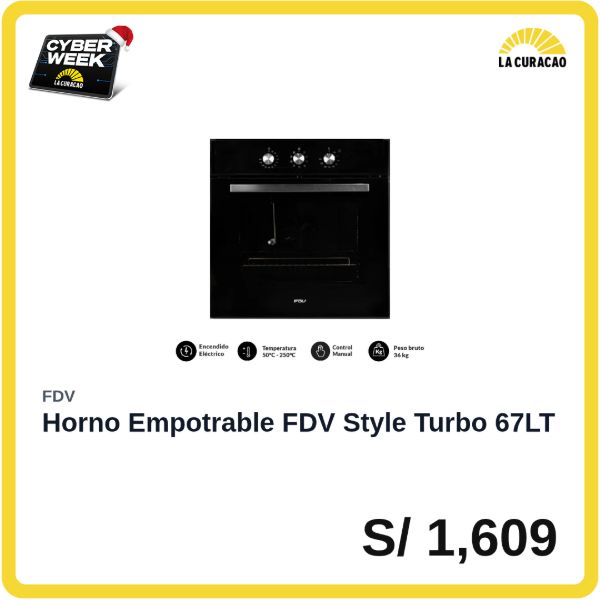 CYBER
WEEK
LA CURACAO
LA CURACAO
FDV
Encendido
Eléctrico
Temperatura
50°C - 250°C
Control
Manual
Kg
Peso bruto
36 kg
FDV
Horno Empotrable FDV Style Turbo 67LT
S/ 1,609